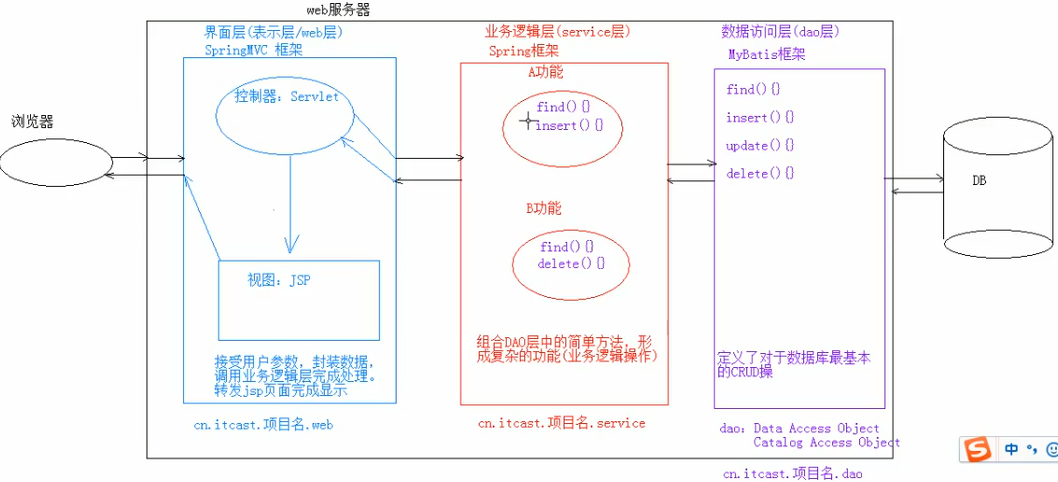 web服务器
浏览器
界面层(表示层/web层)
SpringMVC 框架
控制器：Servlet
视图：JSP
接受用户参数，封装数据，
调用业务逻辑层完成处理。
转发jsp页面完成显示
cn.itcast.项目名.web
业务逻辑层(service层)
Spring框架
A功能
find(){}
insert(){}
B功能
find(){}
delete(){}
组合DAO层中的简单方法，形
成复杂的功能(业务逻辑操作)
cn.itcast.项目名.service
数据访问层(dao层)
MyBatis框架
find(){}
insert(){}
update(){}
delete(){}
定义了对于数据库最基本
的CRUD操
dao：Data Access Object
Catalog Access Object
cn.itcast.项目名.dao
DB
S 中 °,